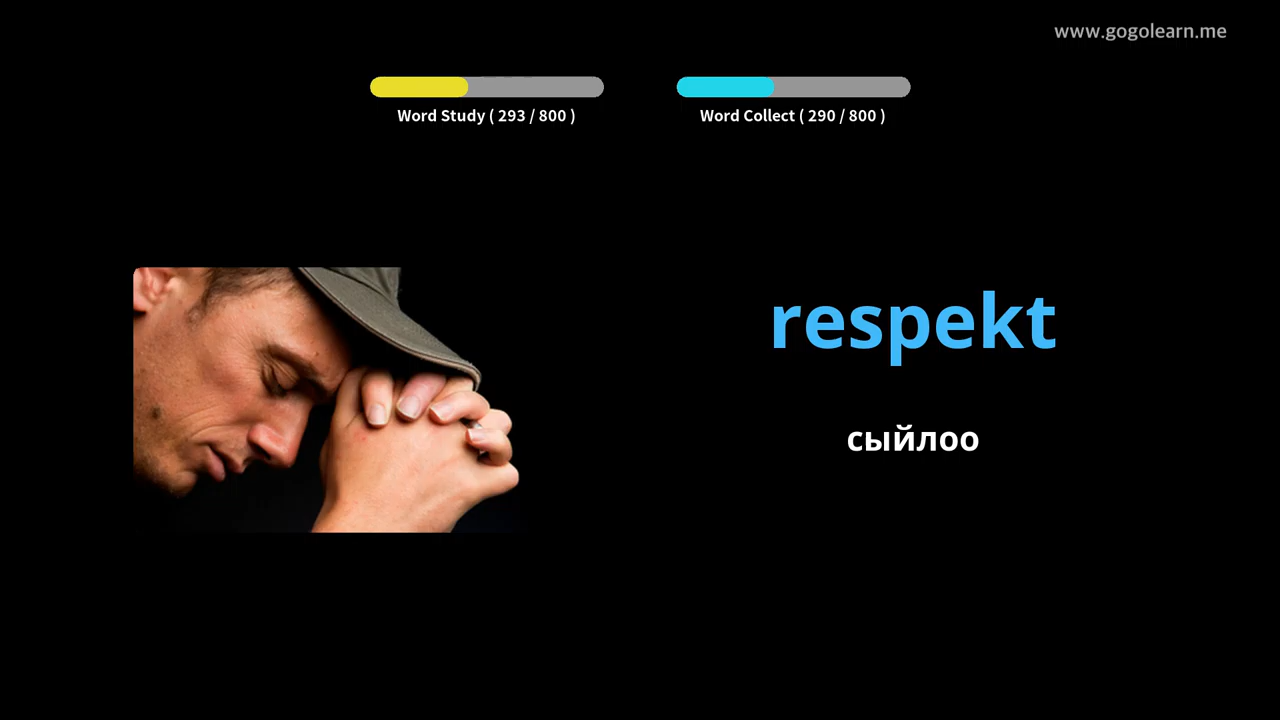 www.gogolearn.me
Word Study ( 293 / 800 )
Word Collect ( 290 / 800 )
respekt
сыйлоо